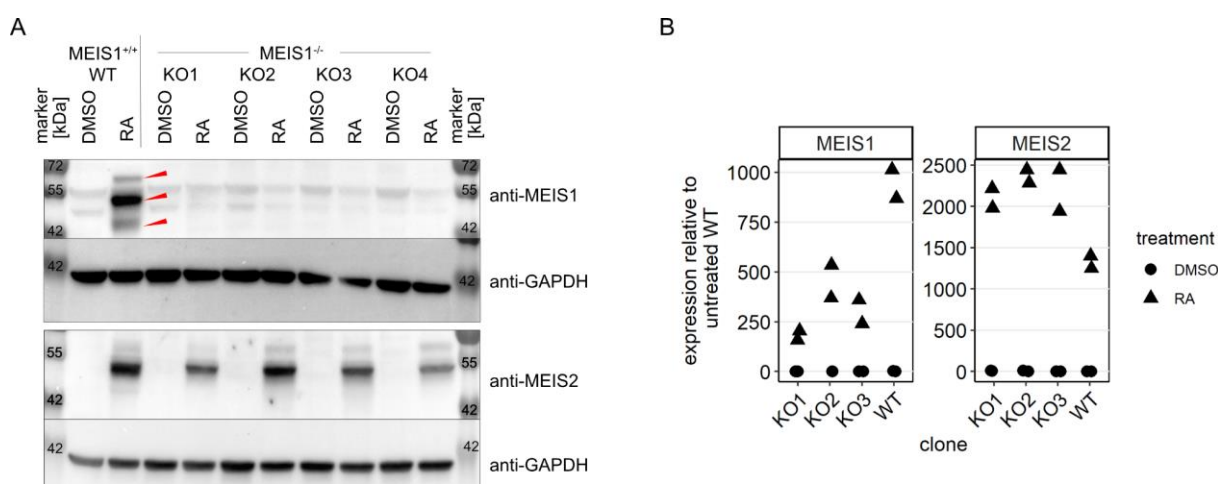 A
MEIS1+/+
MEIS1-/-
WT
KO1
KO2
KO3
KO4
marker
[kDa]
DMSO
RA
DMSO
RA
DMSO
RA
DMSO
RA
DMSO
RA
marker
[kDa]
72
55
42
72
55
42
anti-MEIS1
42
42
anti-GAPDH
55
42
55
42
anti-MEIS2
42
42
anti-GAPDH
B
MEIS1
MEIS2
expression relative to
untreated WT
1000
750
500
250
0
2500
2000
1500
1000
500
0
KO1
KO2
KO3
WT
KO1
KO2
KO3
WT
clone
treatment
DMSO
RA